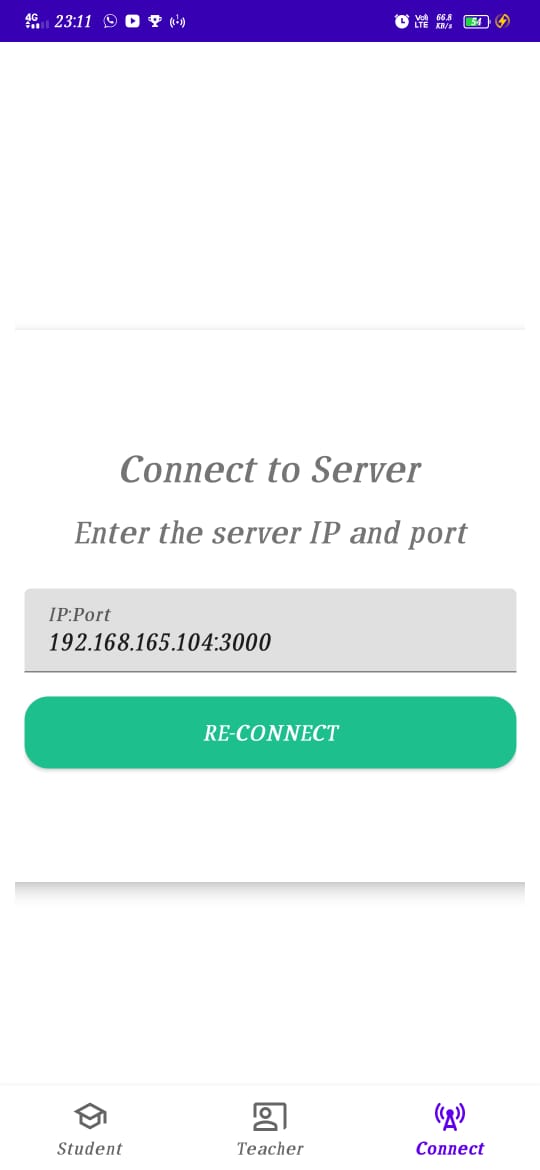 4G 23:11 Vo) LTE 66.8 KB/s 54
Connect to Server
Enter the server IP and port
IP:Port
192.168.165.104:3000
RE-CONNECT
Student Teacher Connect